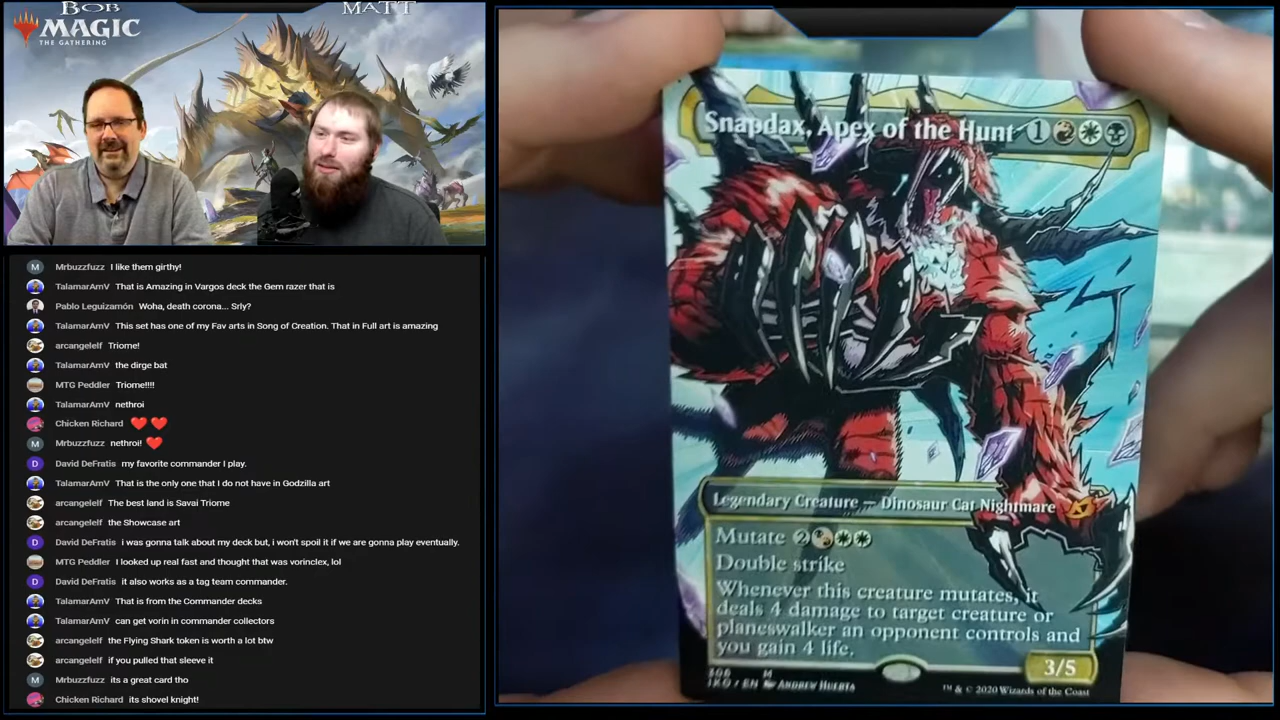 BOB
MATT
MAGIC
THE GATHERING
M Mrbuzzfuzz I like them girthy!
TalamarAmV That is Amazing in Vargos deck the Gem razer that is
Pablo Leguizamón Woha, death corona... Srly?
TalamarAmV This set has one of my Fav arts in Song of Creation. That in Full art is amazing
arcangelelf Triome!
TalamarAmV the dirge bat
MTG Peddler Triome!!!!
TalamarAmV nethroi
Chicken Richard ❤️ ❤️
M Mrbuzzfuzz nethroi! ❤️
D David DeFratis my favorite commander I play.
TalamarAmV That is the only one that I do not have in Godzilla art
arcangelelf The best land is Savai Triome
arcangelelf the Showcase art
D David DeFratis i was gonna talk about my deck but, i won't spoil it if we are gonna play eventually.
MTG Peddler I looked up real fast and thought that was vorinclex, lol
D David DeFratis it also works as a tag team commander.
TalamarAmV That is from the Commander decks
TalamarAmV can get vorin in commander collectors
arcangelelf the Flying Shark token is worth a lot btw
arcangelelf if you pulled that sleeve it
M Mrbuzzfuzz its a great card tho
Chicken Richard its shovel knight!
Snapdax, Apex of the Hunt 1
Legendary Creature — Dinosaur Cat Nightmare
Mutate 2
Double strike
Whenever this creature mutates, it
deals 4 damage to target creature or
planeswalker an opponent controls and
you gain 4 life.
3/5
306 M
IKO • EN Andrew Huerta
™ & © 2020 Wizards of the Coast